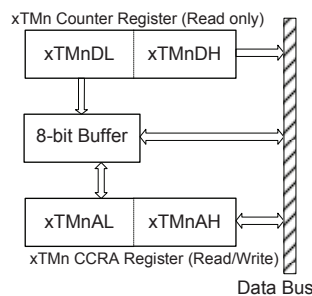 xTMn Counter Register (Read only)
xTMnDL xTMnDH
8-bit Buffer
xTMnAL xTMnAH
xTMn CCRA Register (Read/Write)
Data Bus